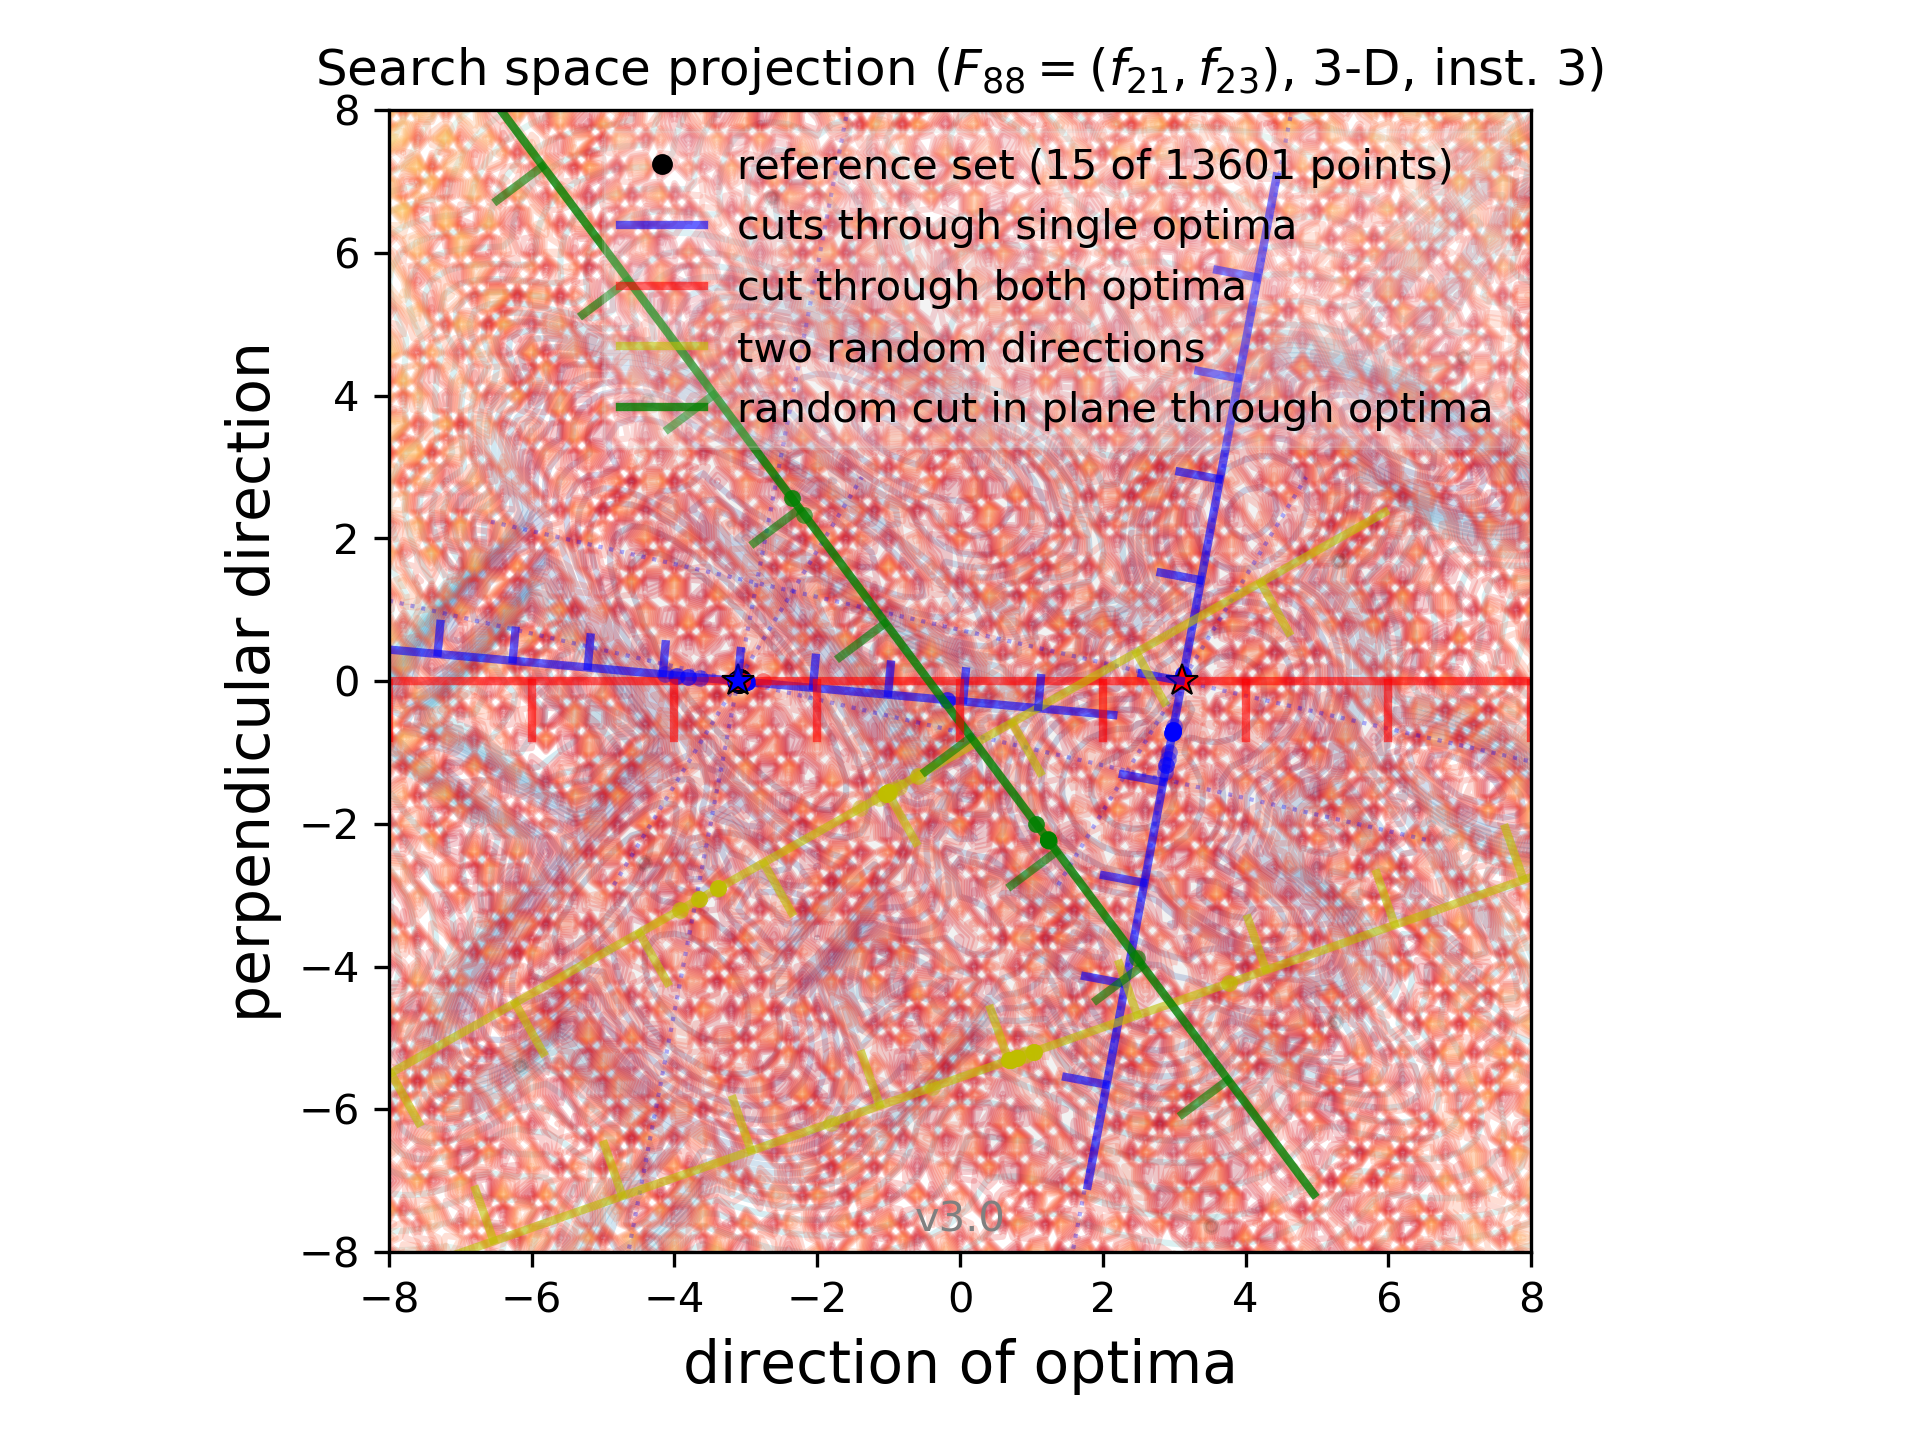 Search space projection (F₈₈ = (f₂₁, f₂₃), 3-D, inst. 3)
reference set (15 of 13601 points)
cuts through single optima
cut through both optima
two random directions
random cut in plane through optima
perpendicular direction
8
6
4
2
0
−2
−4
−6
−8
v3.0
−8 −6 −4 −2 0 2 4 6 8
direction of optima